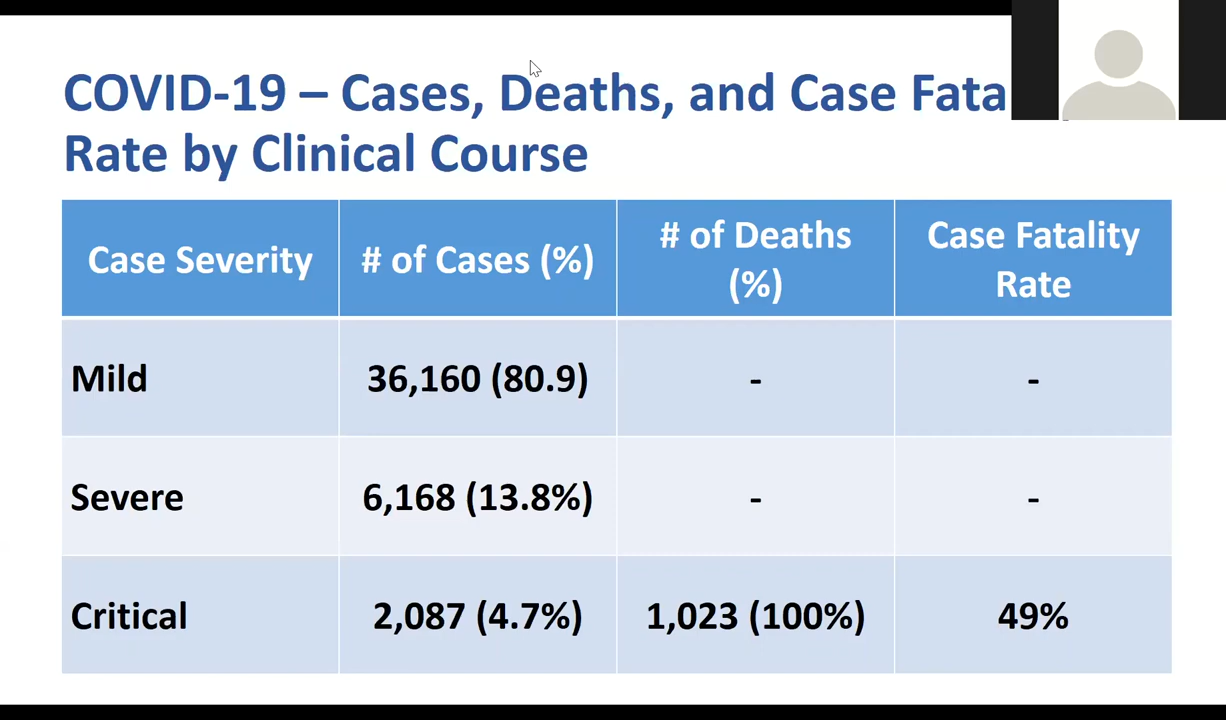 COVID-19 – Cases, Deaths, and Case Fata
Rate by Clinical Course
Case Severity
# of Cases (%)
# of Deaths
(%)
Case Fatality
Rate
Mild
36,160 (80.9)
-
-
Severe
6,168 (13.8%)
-
-
Critical
2,087 (4.7%)
1,023 (100%)
49%